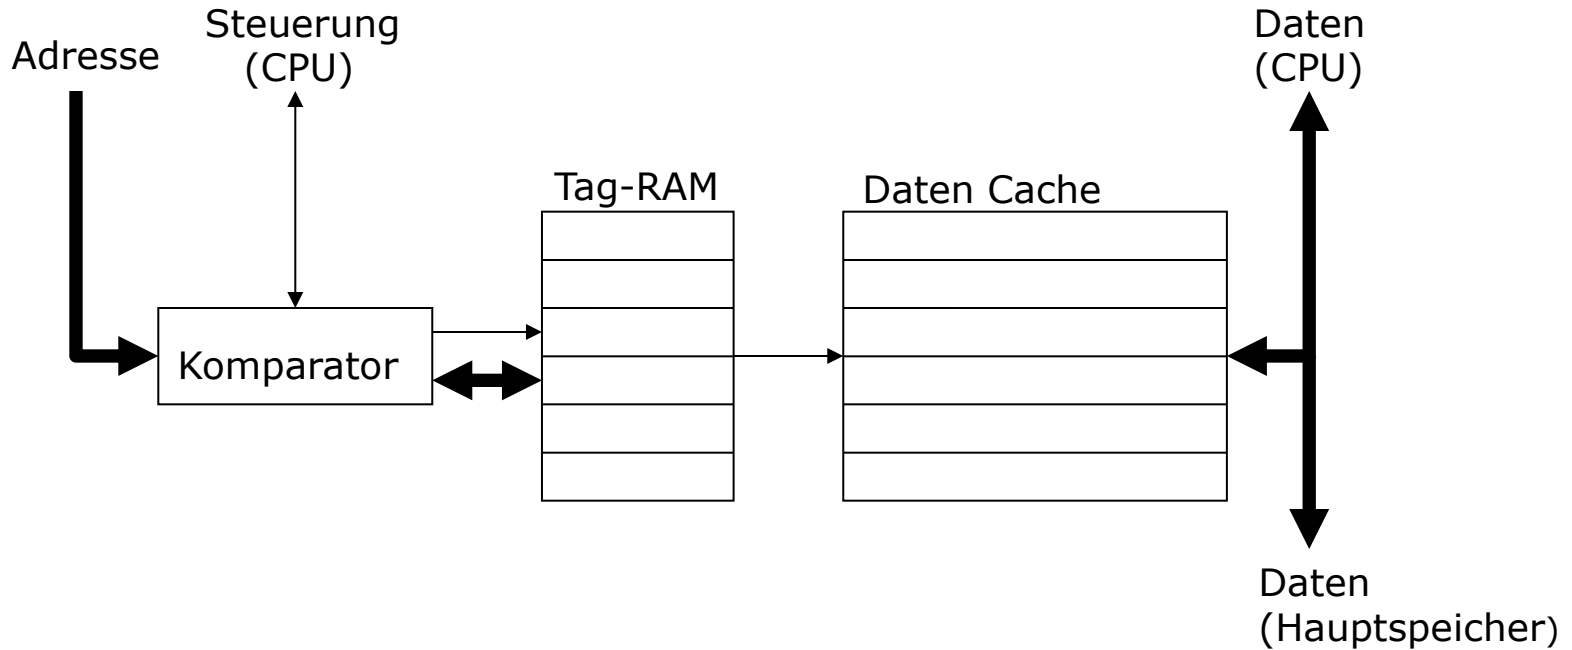 Adresse
Steuerung
(CPU)
Daten
(CPU)
Tag-RAM
Daten Cache
Komparator
Daten
(Hauptspeicher)